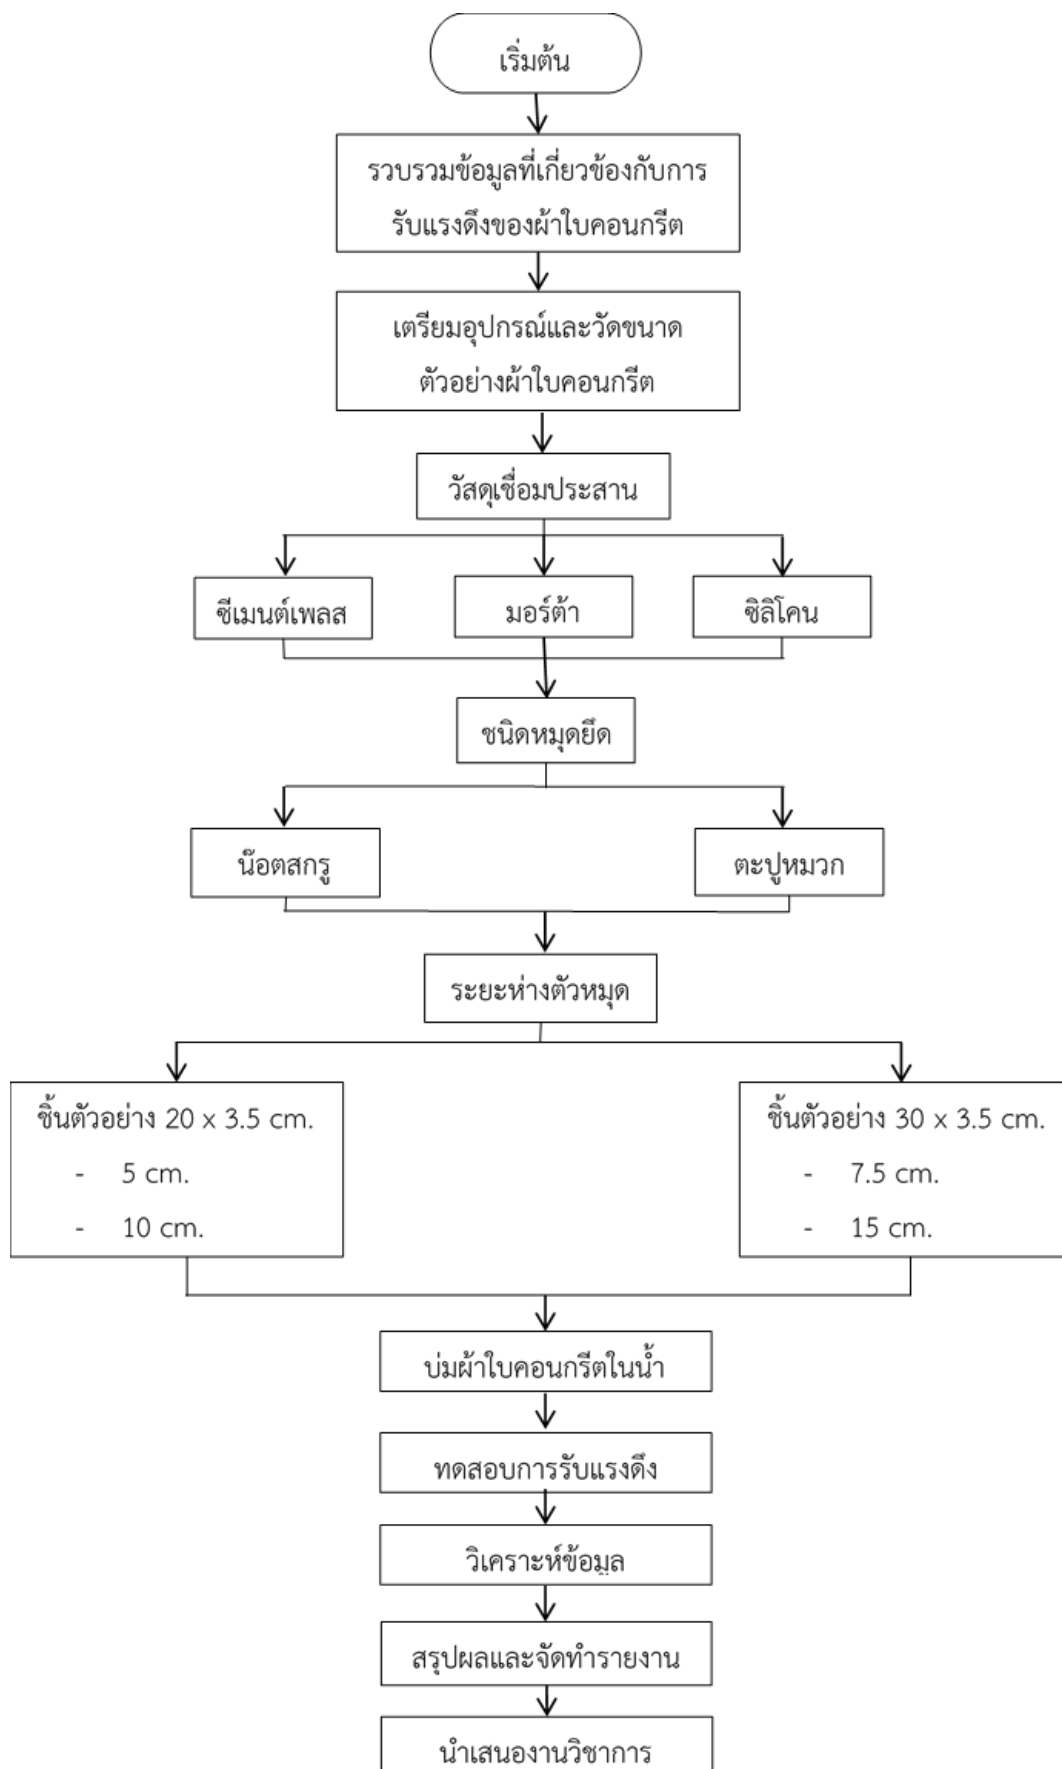 เริ่มต้น
รวบรวมข้อมูลที่เกี่ยวข้องกับการ
รับแรงดึงของผ้าใบคอนกรีต
เตรียมอุปกรณ์และวัดขนาด
ตัวอย่างผ้าใบคอนกรีต
วัสดุเชื่อมประสาน
ซีเมนต์เพลส
มอร์ต้า
ซิลิโคน
ชนิดหมุดยึด
น๊อตสกรู
ตะปูหมวก
ระยะห่างตัวหมุด
ชิ้นตัวอย่าง 20 x 3.5 cm.
- 5 cm.
- 10 cm.
ชิ้นตัวอย่าง 30 x 3.5 cm.
- 7.5 cm.
- 15 cm.
บ่มผ้าใบคอนกรีตในน้ำ
ทดสอบการรับแรงดึง
วิเคราะห์ข้อมูล
สรุปผลและจัดทำรายงาน
นำเสนองานวิชาการ